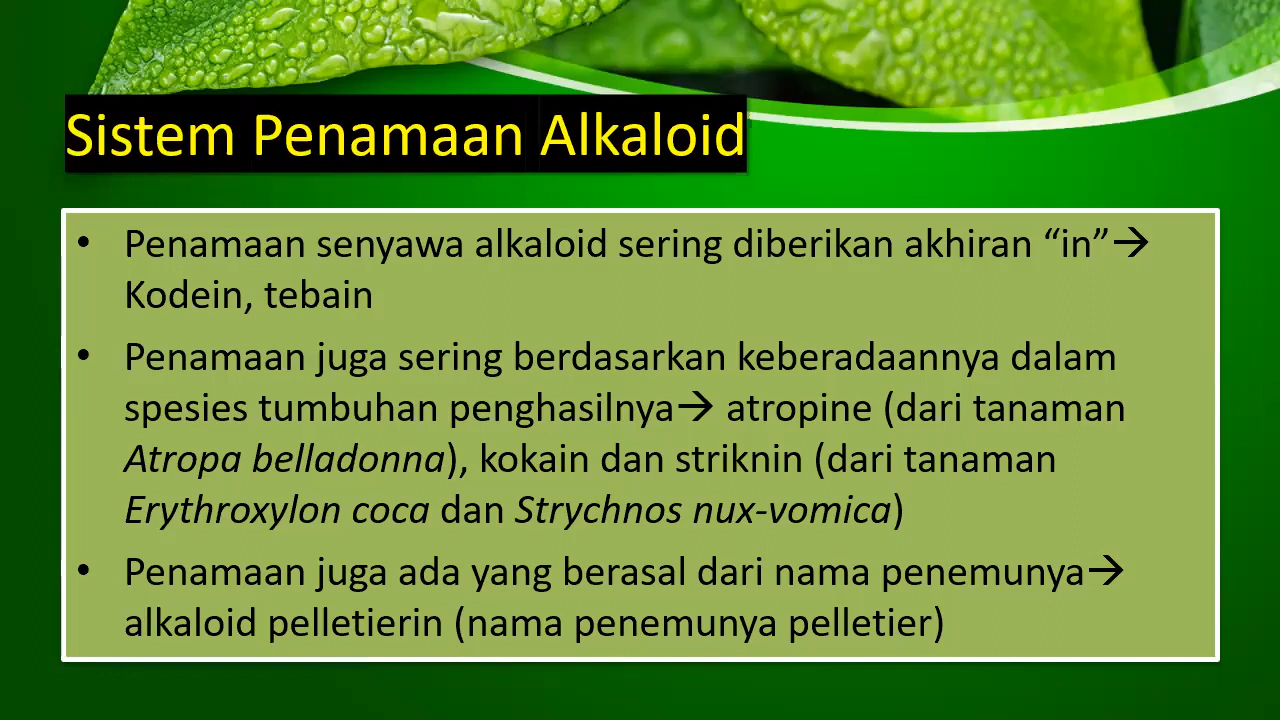 Sistem Penamaan Alkaloid
• Penamaan senyawa alkaloid sering diberikan akhiran “in”→
Kodein, tebain
• Penamaan juga sering berdasarkan keberadaannya dalam
spesies tumbuhan penghasilnya→ atropine (dari tanaman
Atropa belladonna), kokain dan striknin (dari tanaman
Erythroxylon coca dan Strychnos nux-vomica)
• Penamaan juga ada yang berasal dari nama penemunya→
alkaloid pelletierin (nama penemunya pelletier)